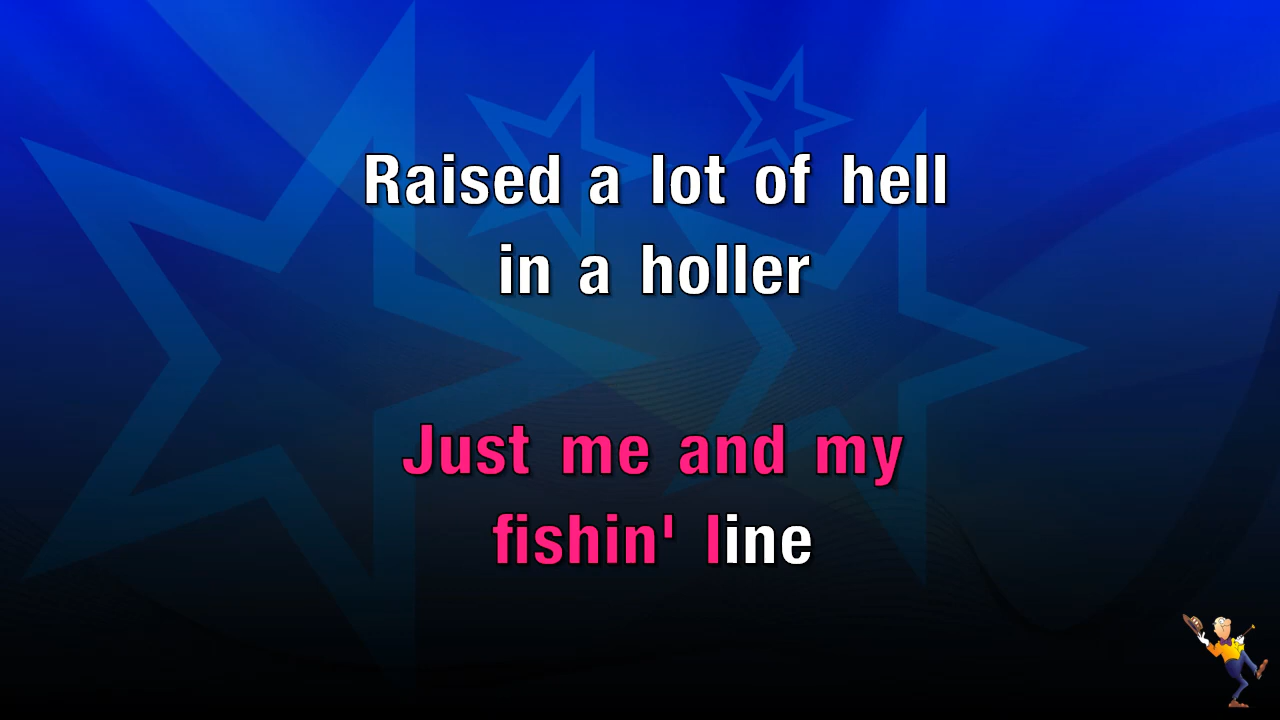 Raised a lot of hell
in a holler
Just me and my
fishin' line